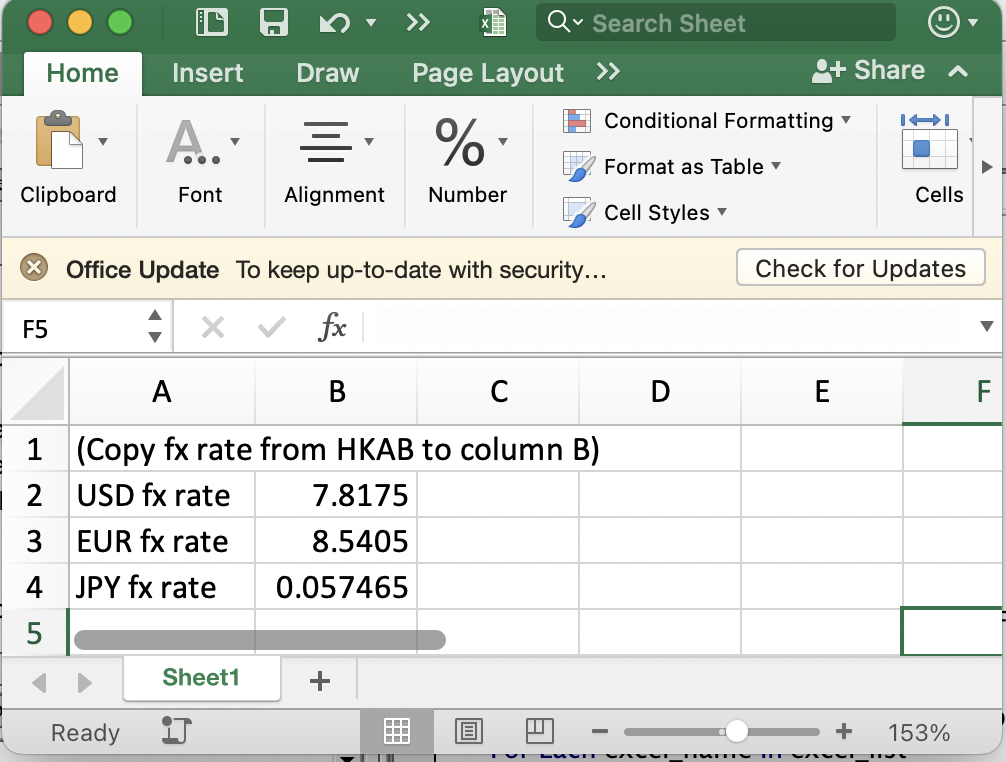 Search Sheet
Home Insert Draw Page Layout >> Share
Clipboard Font Alignment Number Conditional Formatting Format as Table Cell Styles Cells
Office Update To keep up-to-date with security... Check for Updates
F5 fx
A B C D E F
1 (Copy fx rate from HKAB to column B)
2 USD fx rate 7.8175
3 EUR fx rate 8.5405
4 JPY fx rate 0.057465
5
Sheet1 +
Ready 153%
For Each excel_name In excel_list